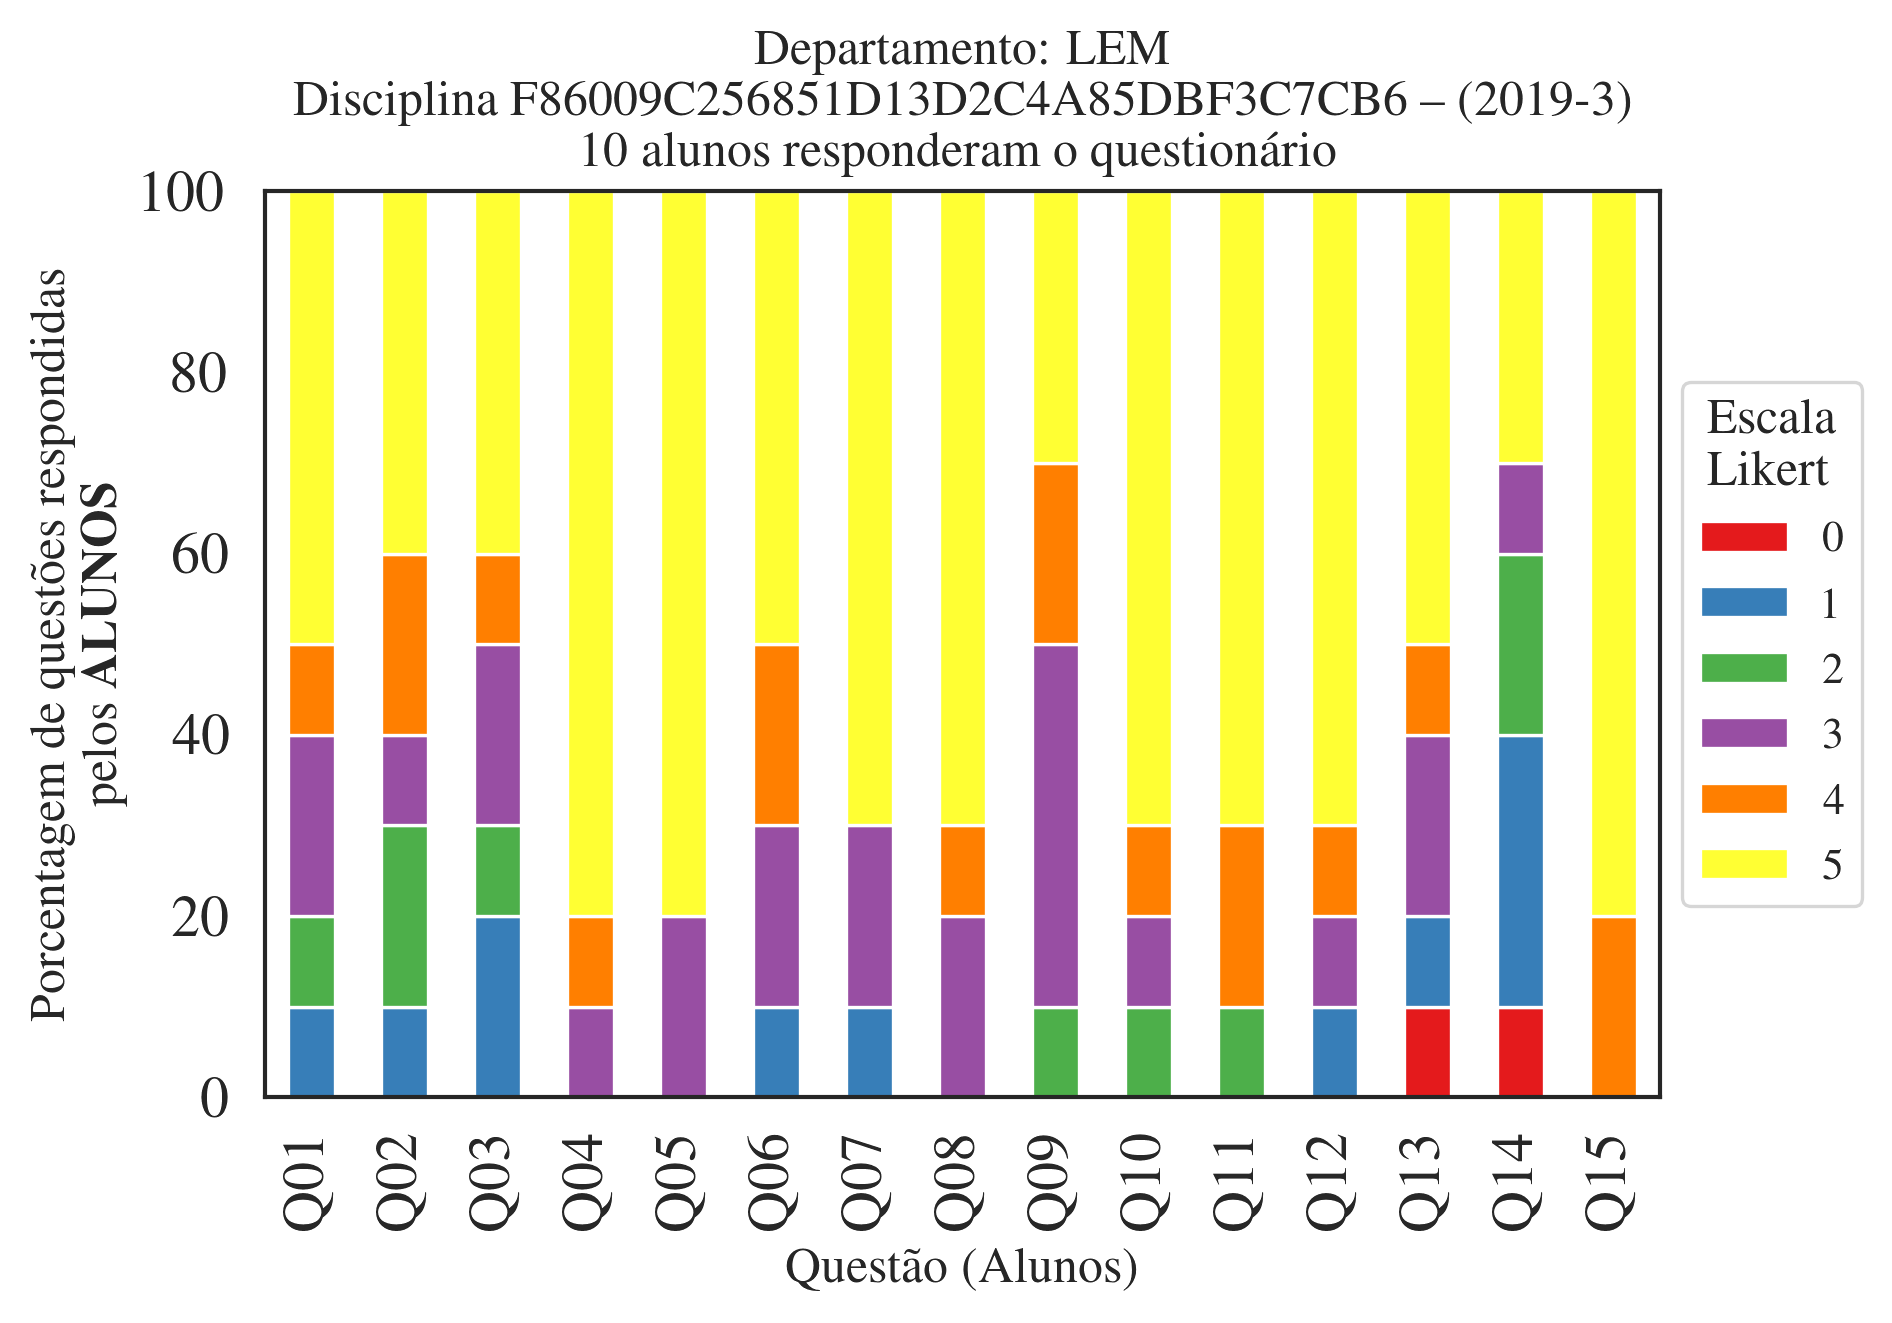 Departamento: LEM
Disciplina F86009C256851D13D2C4A85DBF3C7CB6 – (2019-3)
10 alunos responderam o questionário
Porcentagem de questões respondidas
pelos ALUNOS
100
80
60
40
20
0
Q01
Q02
Q03
Q04
Q05
Q06
Q07
Q08
Q09
Q10
Q11
Q12
Q13
Q14
Q15
Questão (Alunos)
Escala
Likert
0
1
2
3
4
5